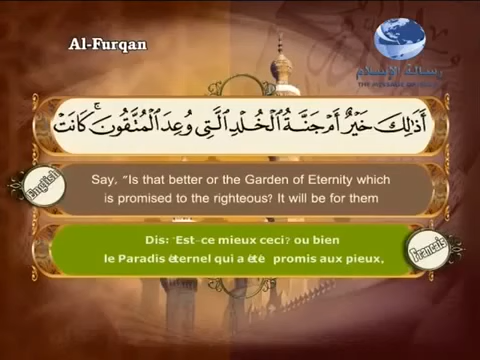 Al-Furqan
رسالة الإسلام
THE MESSAGE OF ISLAM
أَذَٰلِكَ خَيْرٌ أَمْ جَنَّةُ الْخُلْدِ الَّتِي وُعِدَ الْمُتَّقُونَ ۚ كَانَتْ
English
Say, "Is that better or the Garden of Eternity which
is promised to the righteous? It will be for them
Dis: "Est-ce mieux ceci? ou bien
le Paradis éternel qui a été promis aux pieux,
Francais